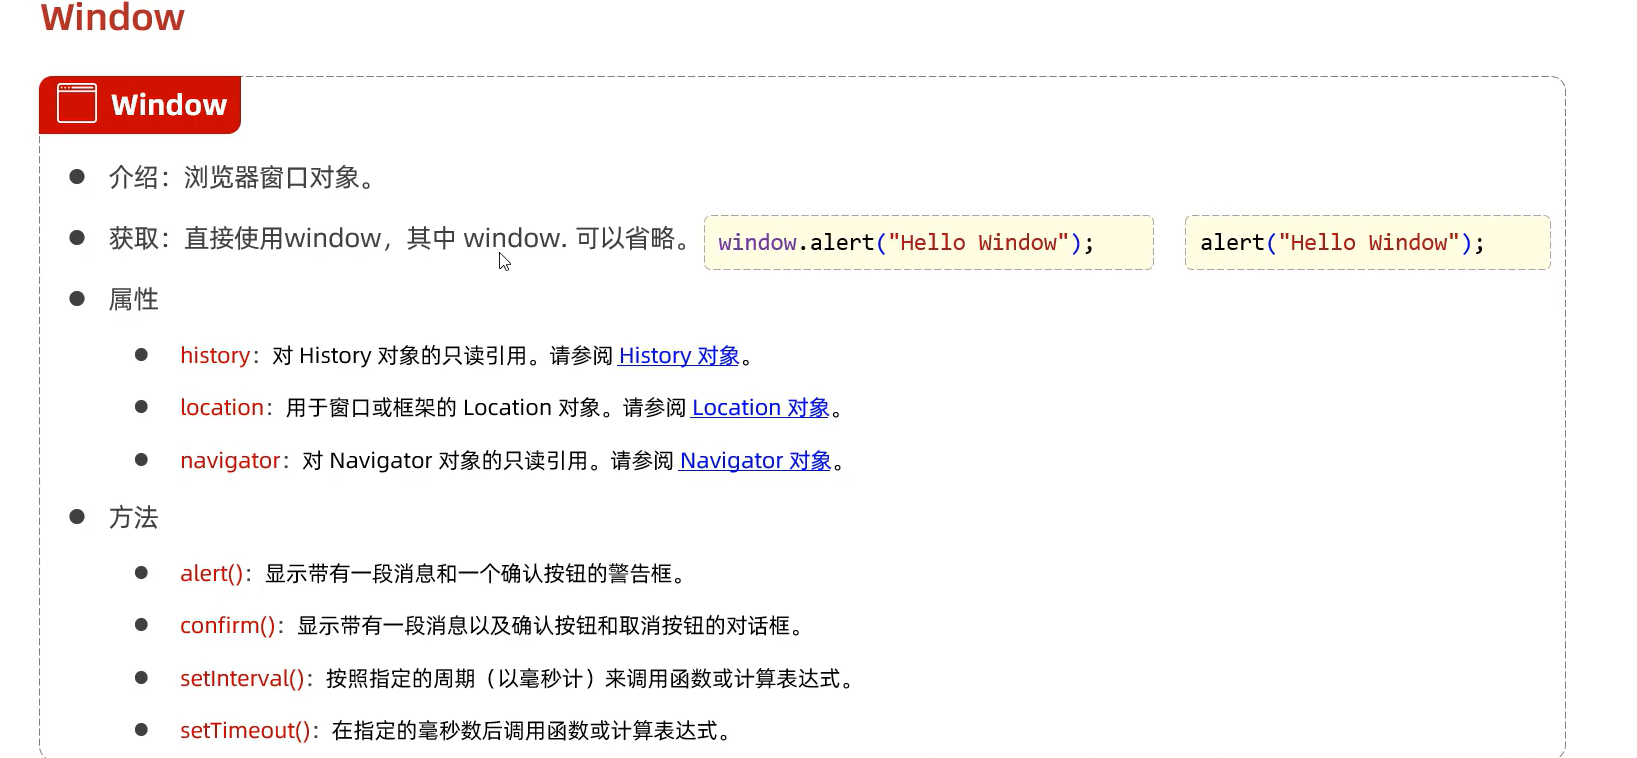 Window
Window
介绍：浏览器窗口对象。
获取：直接使用window，其中 window. 可以省略。 window.alert("Hello Window"); alert("Hello Window");
属性
history：对 History 对象的只读引用。请参阅 History 对象。
location：用于窗口或框架的 Location 对象。请参阅 Location 对象。
navigator：对 Navigator 对象的只读引用。请参阅 Navigator 对象。
方法
alert()：显示带有一段消息和一个确认按钮的警告框。
confirm()：显示带有一段消息以及确认按钮和取消按钮的对话框。
setInterval()：按照指定的周期（以毫秒计）来调用函数或计算表达式。
setTimeout()：在指定的毫秒数后调用函数或计算表达式。